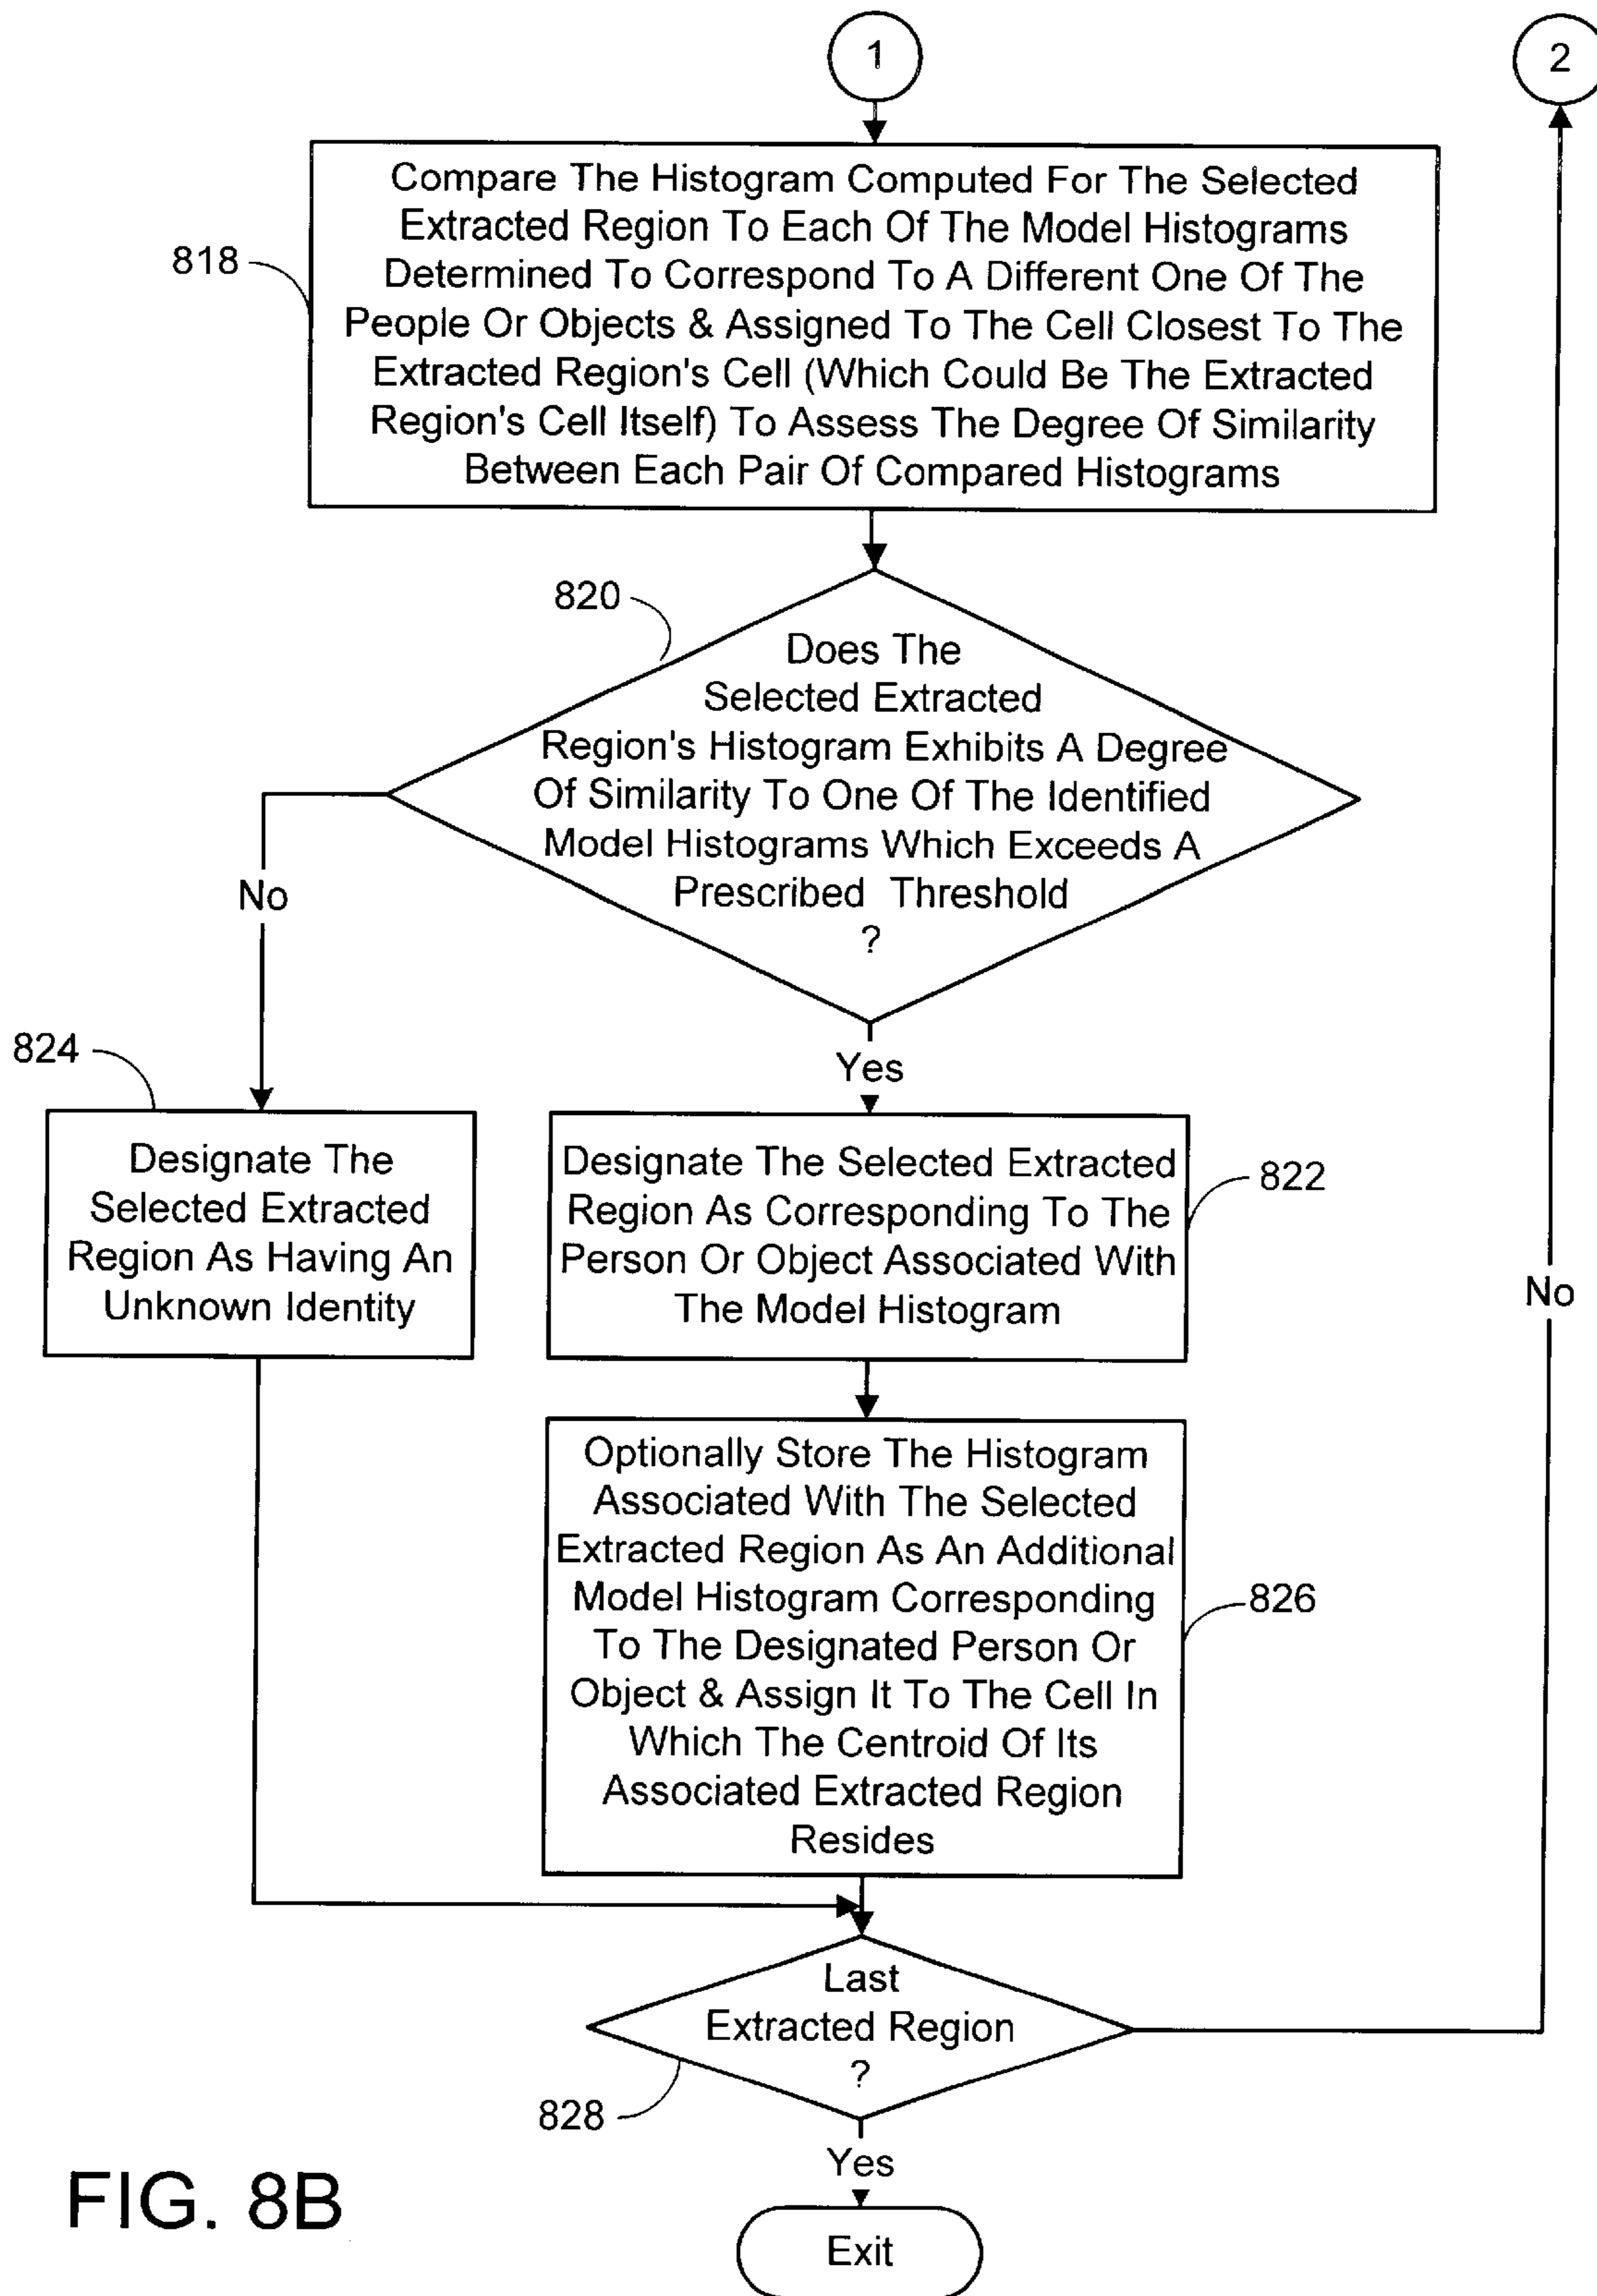 1
2
Compare The Histogram Computed For The Selected
Extracted Region To Each Of The Model Histograms
Determined To Correspond To A Different One Of The
People Or Objects & Assigned To The Cell Closest To The
Extracted Region's Cell (Which Could Be The Extracted
Region's Cell Itself) To Assess The Degree Of Similarity
Between Each Pair Of Compared Histograms
818
820
Does The
Selected Extracted
Region's Histogram Exhibits A Degree
Of Similarity To One Of The Identified
Model Histograms Which Exceeds A
Prescribed Threshold
?
No
Yes
824
Designate The
Selected Extracted
Region As Having An
Unknown Identity
Designate The Selected Extracted
Region As Corresponding To The
Person Or Object Associated With
The Model Histogram
822
No
Optionally Store The Histogram
Associated With The Selected
Extracted Region As An Additional
Model Histogram Corresponding
To The Designated Person Or
Object & Assign It To The Cell In
Which The Centroid Of Its
Associated Extracted Region
Resides
826
Last
Extracted Region
?
828
Yes
Exit
FIG. 8B